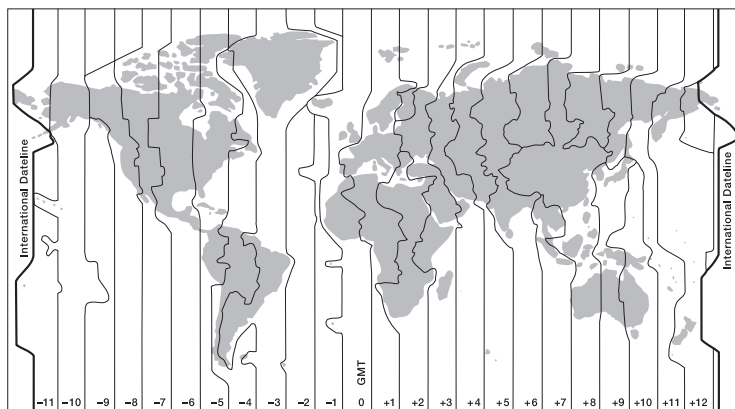 International Dateline
International Dateline
GMT
–11 –10 –9 –8 –7 –6 –5 –4 –3 –2 –1 0 +1 +2 +3 +4 +5 +6 +7 +8 +9 +10 +11 +12